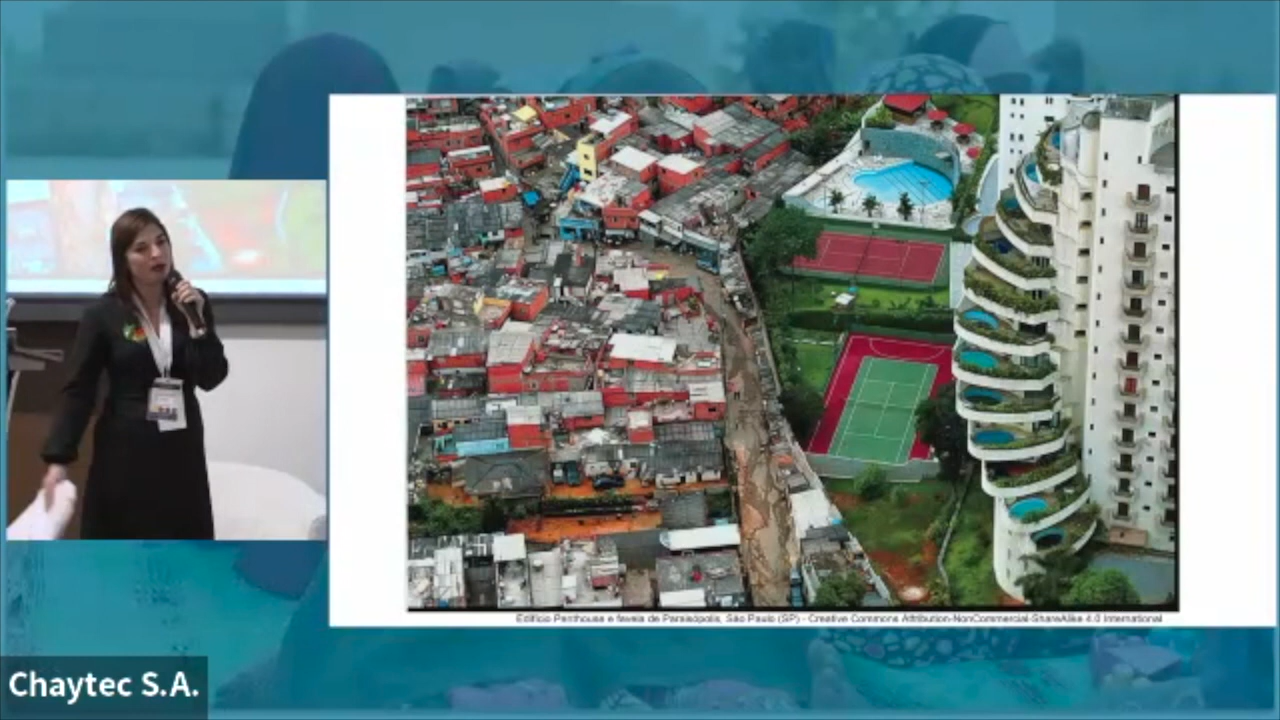 Edifício Penthouse e favela de Paraisópolis, São Paulo (SP) - Creative Commons Attribution-NonCommercial-ShareAlike 4.0 International
Chaytec S.A.